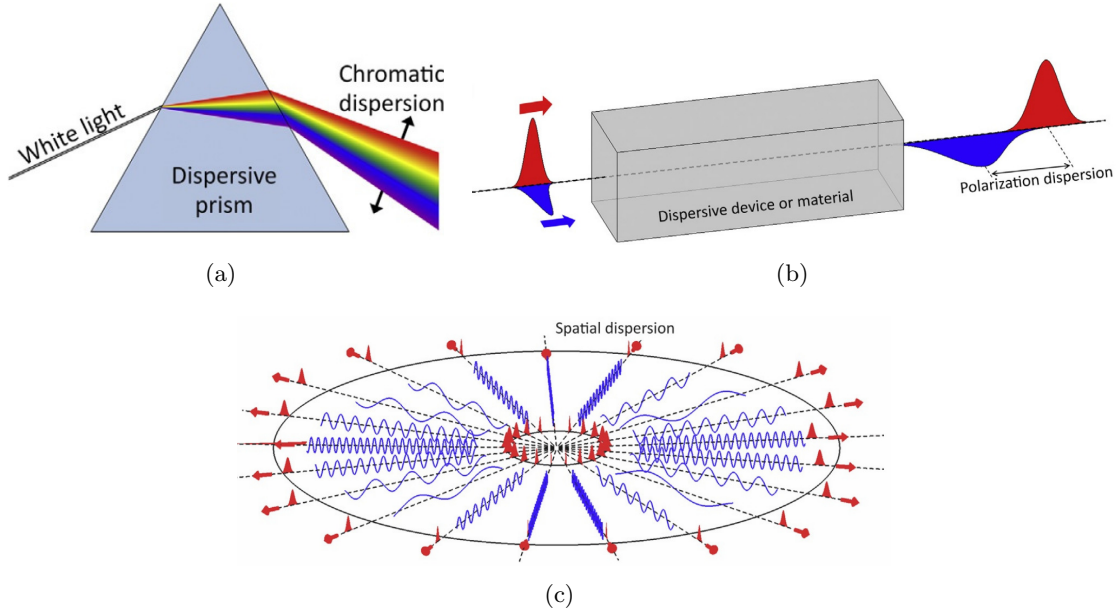 White light
Chromatic
dispersion
Dispersive
prism
(a)
Dispersive device or material
Polarization dispersion
(b)
Spatial dispersion
(c)